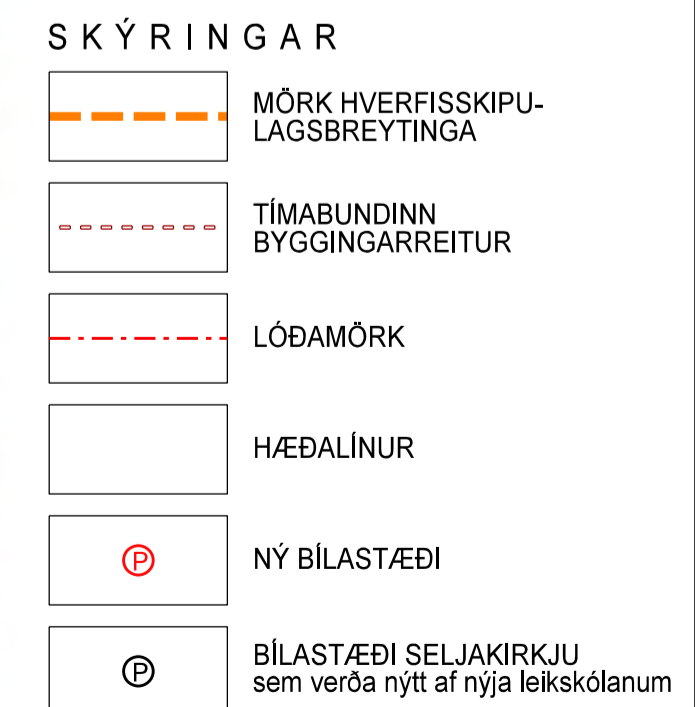 SKÝRINGAR
MÖRK HVERFISSKIPU-
LAGSBREYTINGA
TÍMABUNDINN
BYGGINGARREITUR
LÓÐAMÖRK
HÆÐALÍNUR
P
NÝ BÍLASTÆÐI
P
BÍLASTÆÐI SELJAKIRKJU
sem verða nýtt af nýja leikskólanum